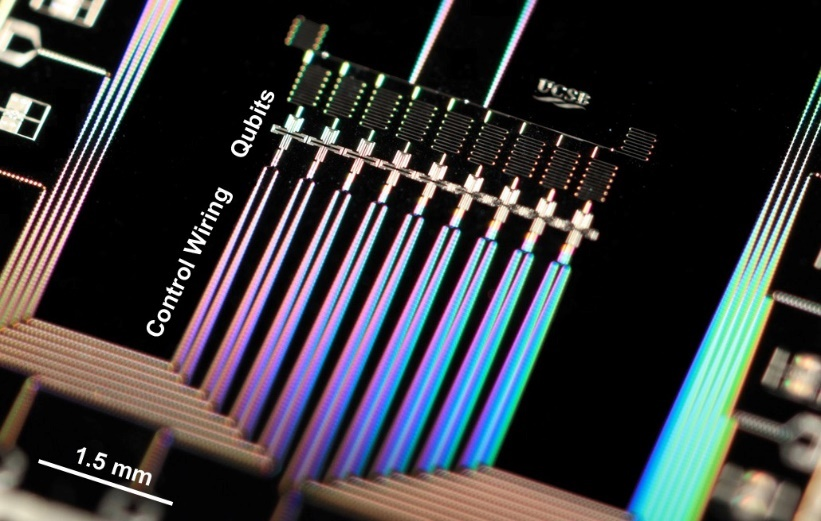 UCSB
Qubits
Control Wiring
1.5 mm